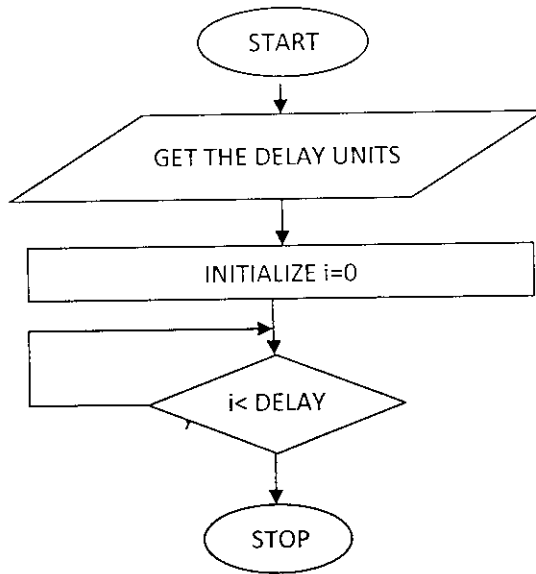 START
GET THE DELAY UNITS
INITIALIZE i=0
i< DELAY
STOP